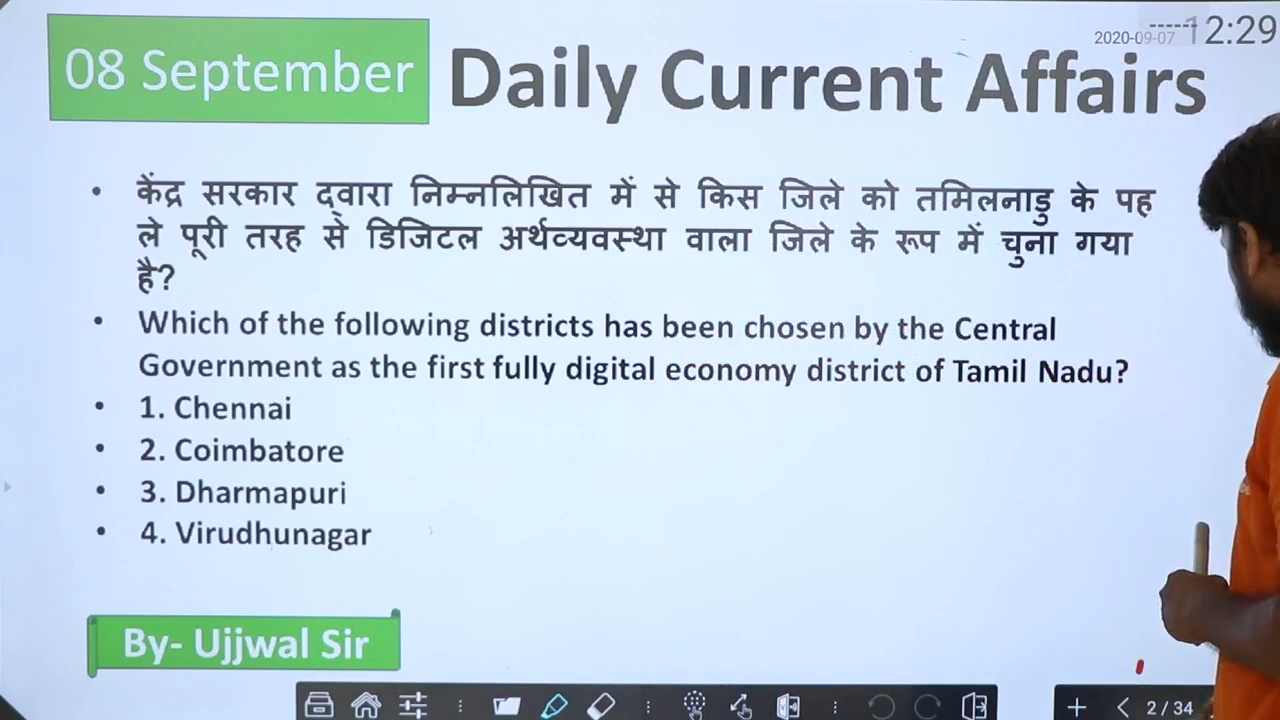 08 September
Daily Current Affairs
2020-09-07
12:29
• केंद्र सरकार द्वारा निम्नलिखित में से किस जिले को तमिलनाडु के पह
ले पूरी तरह से डिजिटल अर्थव्यवस्था वाला जिले के रूप में चुना गया
है?
• Which of the following districts has been chosen by the Central
Government as the first fully digital economy district of Tamil Nadu?
• 1. Chennai
• 2. Coimbatore
• 3. Dharmapuri
• 4. Virudhunagar
By- Ujjwal Sir
2 / 34